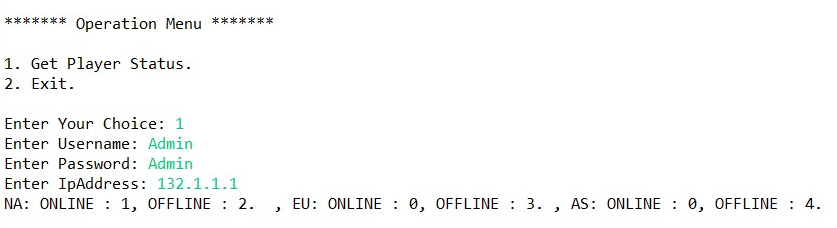 ******* Operation Menu *******
1. Get Player Status.
2. Exit.
Enter Your Choice: 1
Enter Username: Admin
Enter Password: Admin
Enter IpAddress: 132.1.1.1
NA: ONLINE : 1, OFFLINE : 2.  , EU: ONLINE : 0, OFFLINE : 3. , AS: ONLINE : 0, OFFLINE : 4.